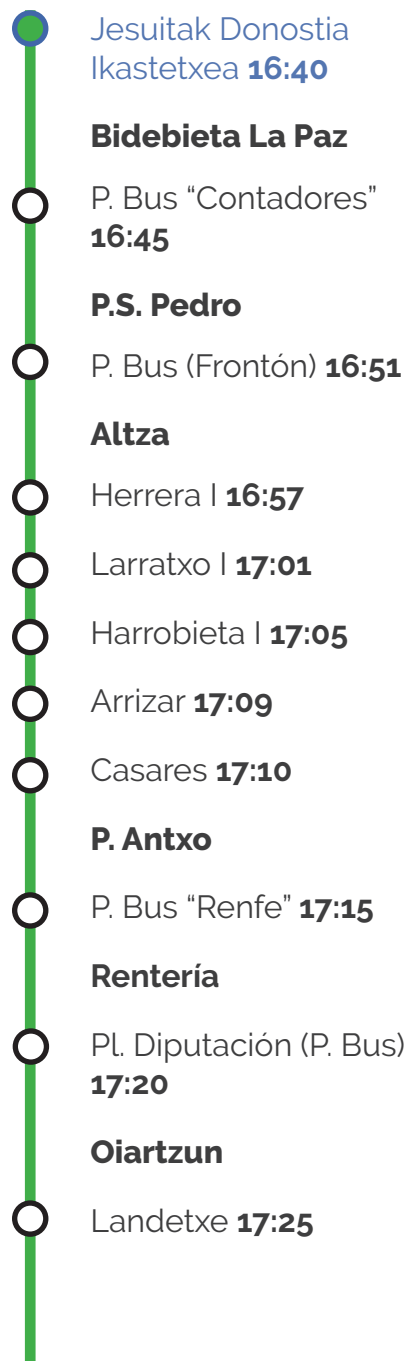 Jesuitak Donostia
Ikastetxea 16:40
Bidebieta La Paz
P. Bus “Contadores”
16:45
P.S. Pedro
P. Bus (Frontón) 16:51
Altza
Herrera I 16:57
Larratxo I 17:01
Harrobieta I 17:05
Arrizar 17:09
Casares 17:10
P. Antxo
P. Bus “Renfe” 17:15
Rentería
Pl. Diputación (P. Bus)
17:20
Oiartzun
Landetxe 17:25